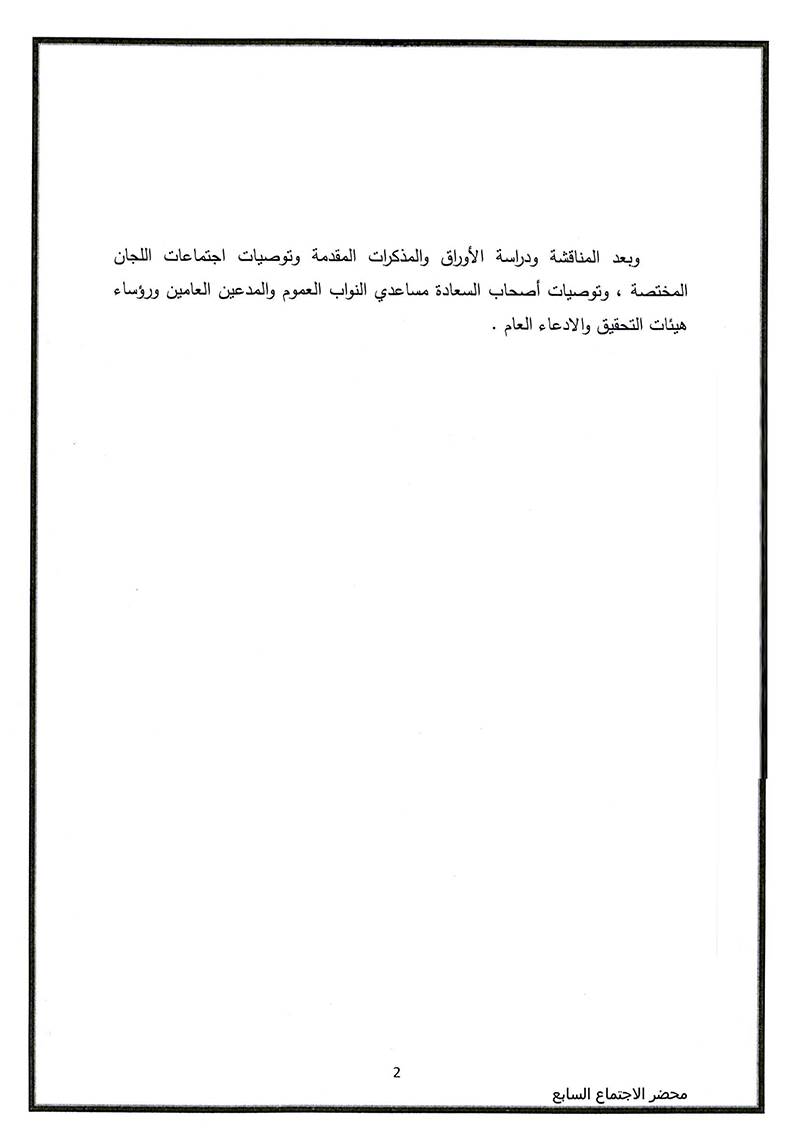 وبعد المناقشة ودراسة الأوراق والمذكرات المقدمة وتوصيات اجتماعات اللجان
المختصة ، وتوصيات أصحاب السعادة مساعدي النواب العموم والمدعين العامين ورؤساء
هيئات التحقيق والادعاء العام .
2
محضر الاجتماع السابع